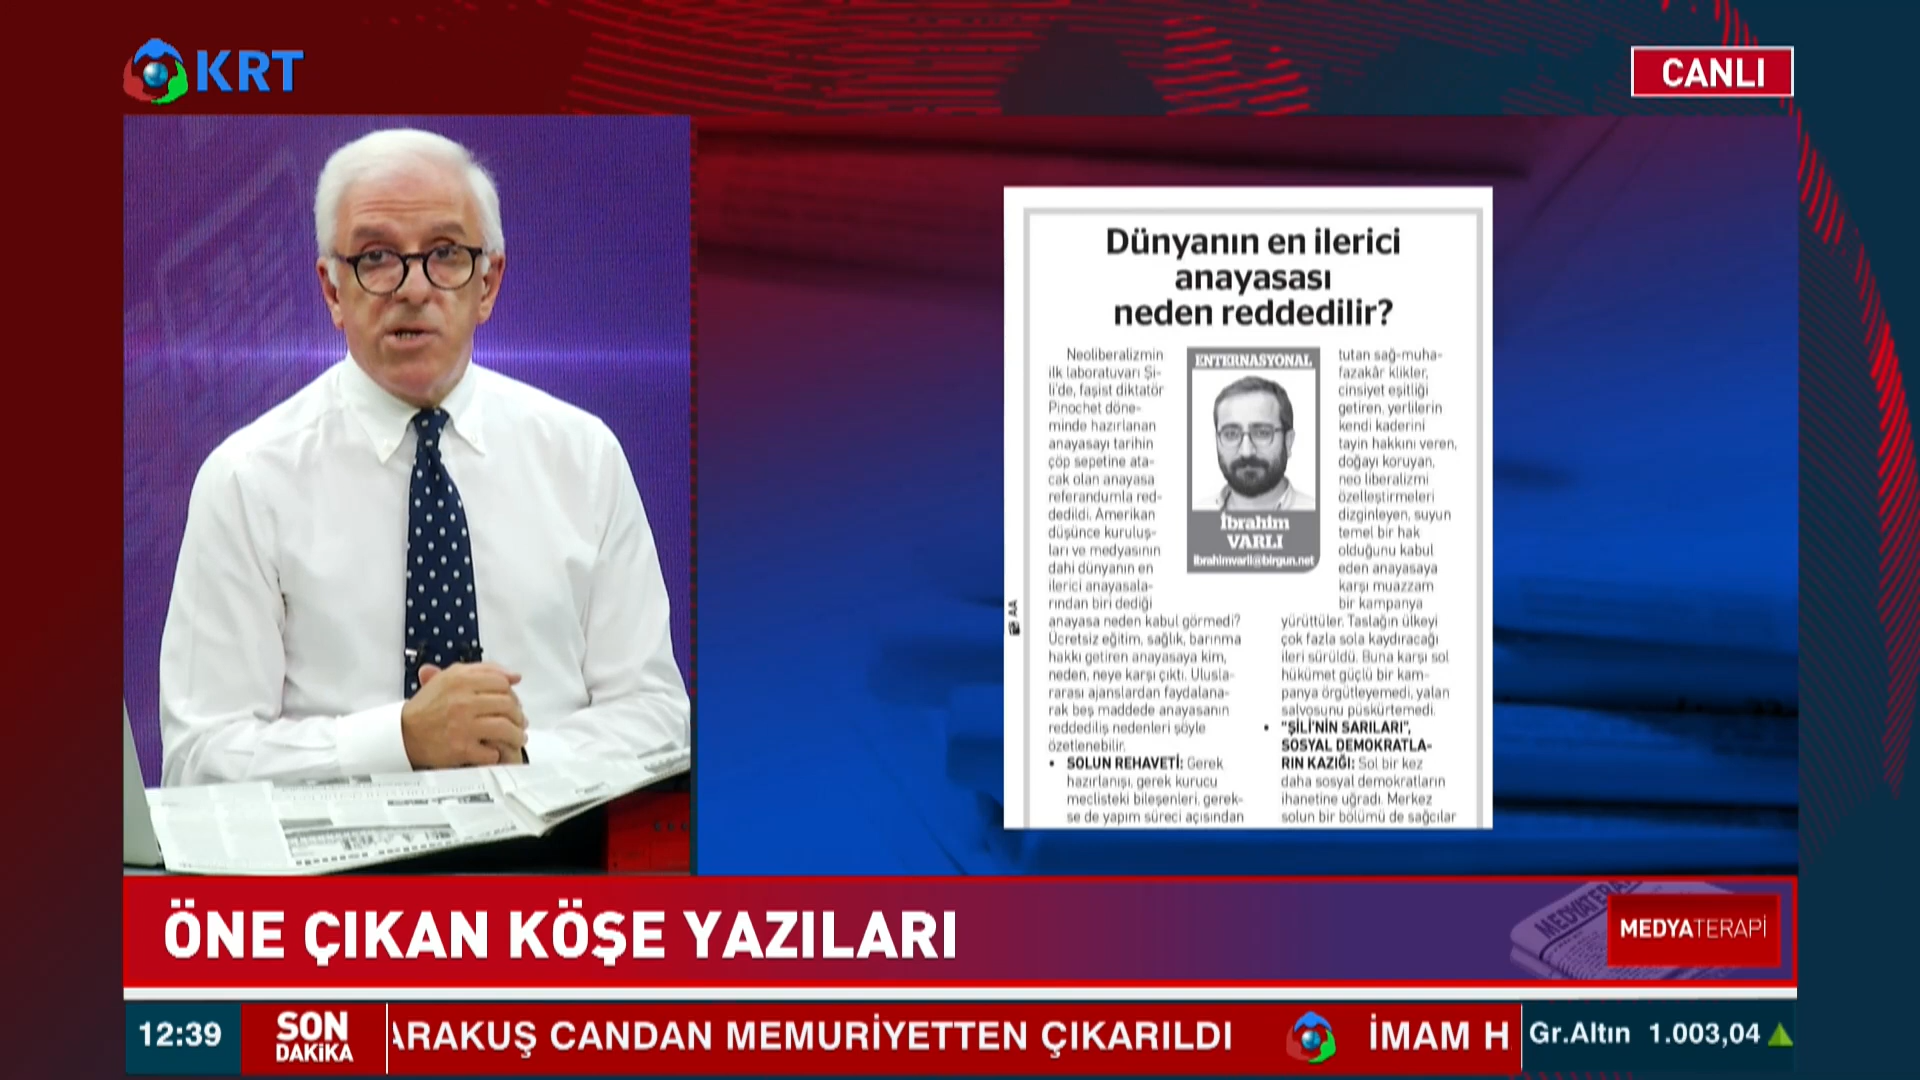 KRT
CANLI
Dünyanın en ilerici
anayasası
neden reddedilir?
Neoliberalizmin
ilk laboratuvarı Şi-
li'de, faşist diktatör
Pinochet döne-
minde hazırlanan
anayasayı tarihin
çöp sepetine ata-
cak olan anayasa
referandumla red-
dedildi. Amerikan
düşünce kuruluş-
ları ve medyasının
dahi dünyanın en
ilerici anayasala-
rından biri dediği
anayasa neden kabul görmedi?
Ücretsiz eğitim, sağlık, barınma
hakkı getiren anayasaya kim,
neden, neye karşı çıktı. Ulusla-
rarası ajanslardan faydalana-
rak beş maddede anayasanın
reddediliş nedenleri şöyle
özetlenebilir.
• SOLUN REHAVETİ: Gerek
hazırlanışı, gerek kurucu
meclisteki bileşenleri, gerek-
se de yapım süreci açısından
ENTERNASYONAL
İbrahim
VARLI
ibrahimvarli@birgun.net
AA
tutan sağ-muha-
fazakâr klikler,
cinsiyet eşitliği
getiren, yerlilerin
kendi kaderini
tayin hakkını veren,
doğayı koruyan,
neo liberalizmi
özelleştirmeleri
dizginleyen, suyun
temel bir hak
olduğunu kabul
eden anayasaya
karşı muazzam
bir kampanya
yürüttüler. Taslağın ülkeyi
çok fazla sola kaydıracağı
ileri sürüldü. Buna karşı sol
hükümet güçlü bir kam-
panya örgütleyemedi, yalan
salvosunu püskürtemedi.
• "ŞİLİ'NİN SARILARI",
SOSYAL DEMOKRATLA-
RIN KAZIĞI: Sol bir kez
daha sosyal demokratların
ihanetine uğradı. Merkez
solun bir bölümü de sağcılar
ÖNE ÇIKAN KÖŞE YAZILARI
MEDYATERAPİ
12:39
SON
DAKİKA
ARAKUŞ CANDAN MEMURİYETTEN ÇIKARILDI
İMAM H
Gr.Altın 1.003,04